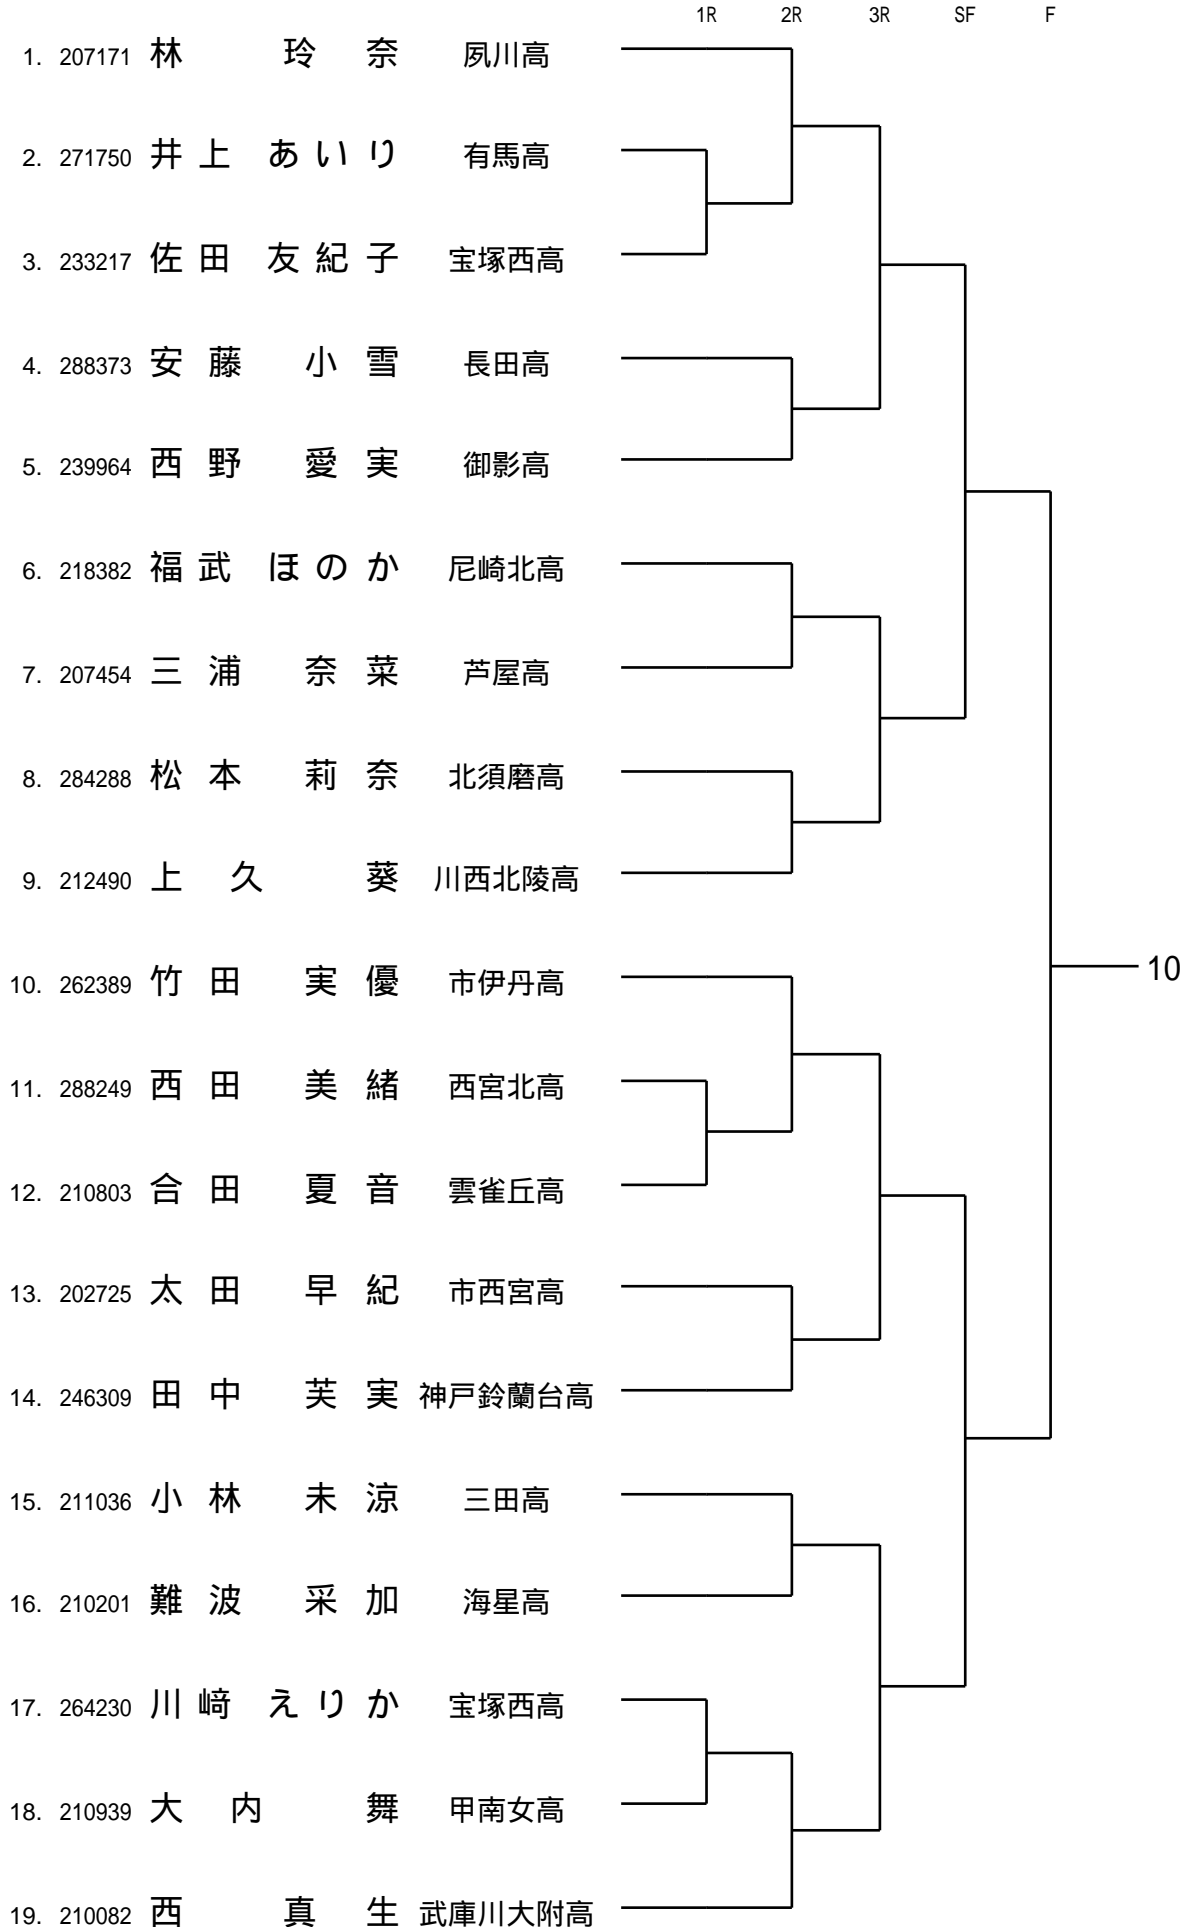 1R 2R 3R SF F
1. 207171 林 玲奈 夙川高
2. 271750 井上 あいり 有馬高
3. 233217 佐田 友紀子 宝塚西高
4. 288373 安藤 小雪 長田高
5. 239964 西野 愛実 御影高
6. 218382 福武 ほのか 尼崎北高
7. 207454 三浦 奈菜 芦屋高
8. 284288 松本 莉奈 北須磨高
9. 212490 上久 葵 川西北陵高
10
10. 262389 竹田 実優 市伊丹高
11. 288249 西田 美緒 西宮北高
12. 210803 合田 夏音 雲雀丘高
13. 202725 太田 早紀 市西宮高
14. 246309 田中 芙実 神戸鈴蘭台高
15. 211036 小林 未涼 三田高
16. 210201 難波 采加 海星高
17. 264230 川﨑 えりか 宝塚西高
18. 210939 大内 舞 甲南女高
19. 210082 西 真生 武庫川大附高